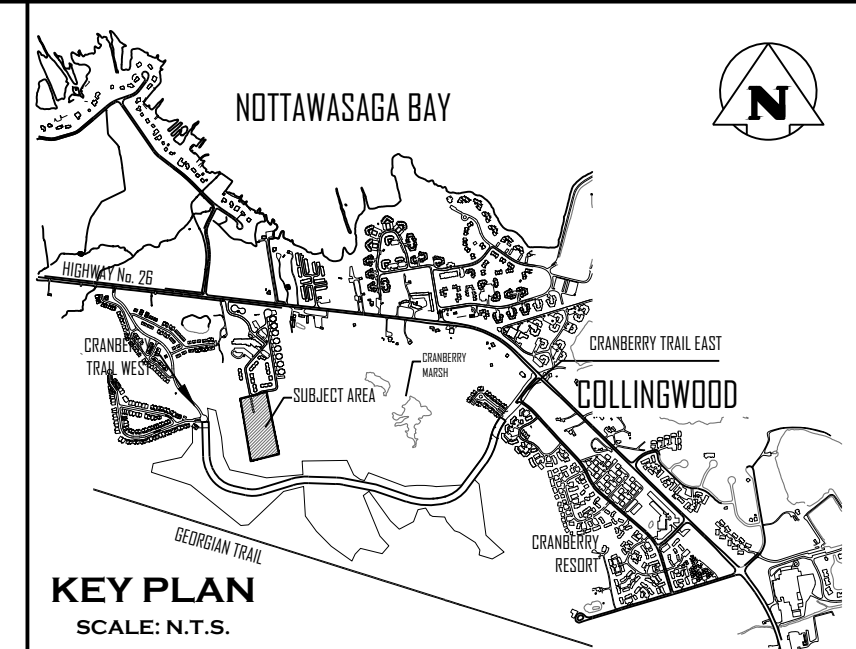 NOTTAWASAGA BAY
N
HIGHWAY No. 26
CRANBERRY
TRAIL WEST
CRANBERRY
MARSH
CRANBERRY TRAIL EAST
SUBJECT AREA
COLLINGWOOD
GEORGIAN TRAIL
CRANBERRY
RESORT
KEY PLAN
SCALE: N.T.S.